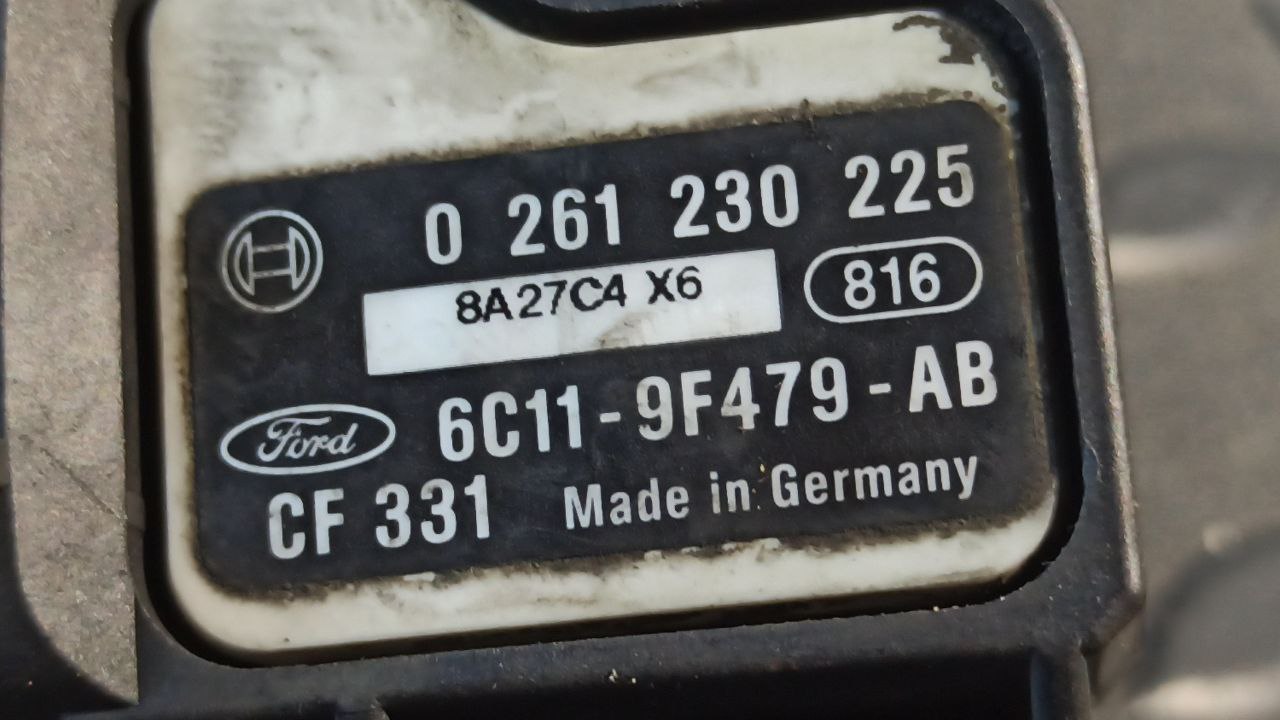 0 261 230 225
8A27C4 X6
816
Ford 6C11-9F479-AB
CF 331 Made in Germany